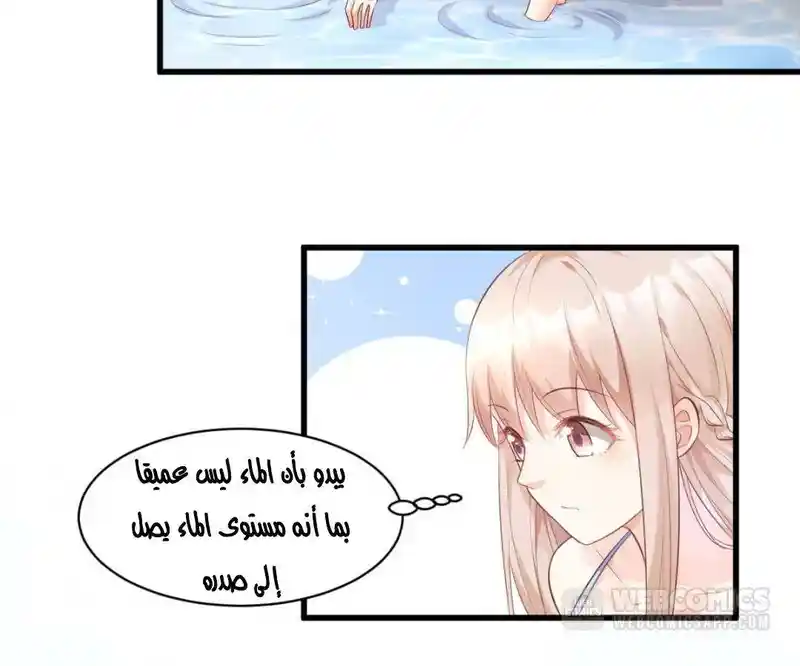 يبدو بأن الماء ليس عميقا
بما أنه مستوى الماء يصل
إلى صدره
WEBCOMICS
WEBCOMICSAPP.COM